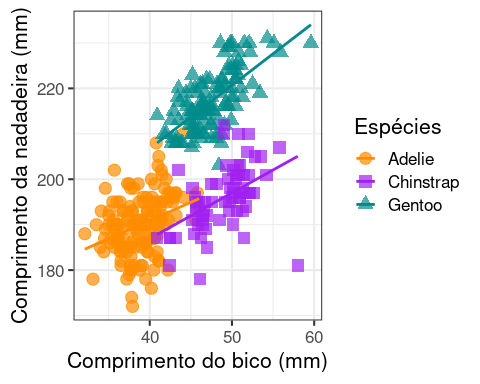 Comprimento da nadadeira (mm)
220
200
180
40
50
60
Comprimento do bico (mm)
Espécies
Adelie
Chinstrap
Gentoo